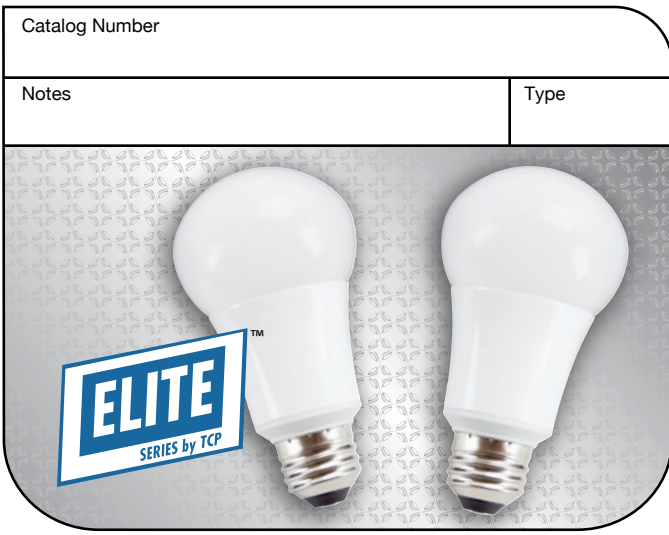 Catalog Number
Notes
Type
ELITE
™
SERIES by TCP